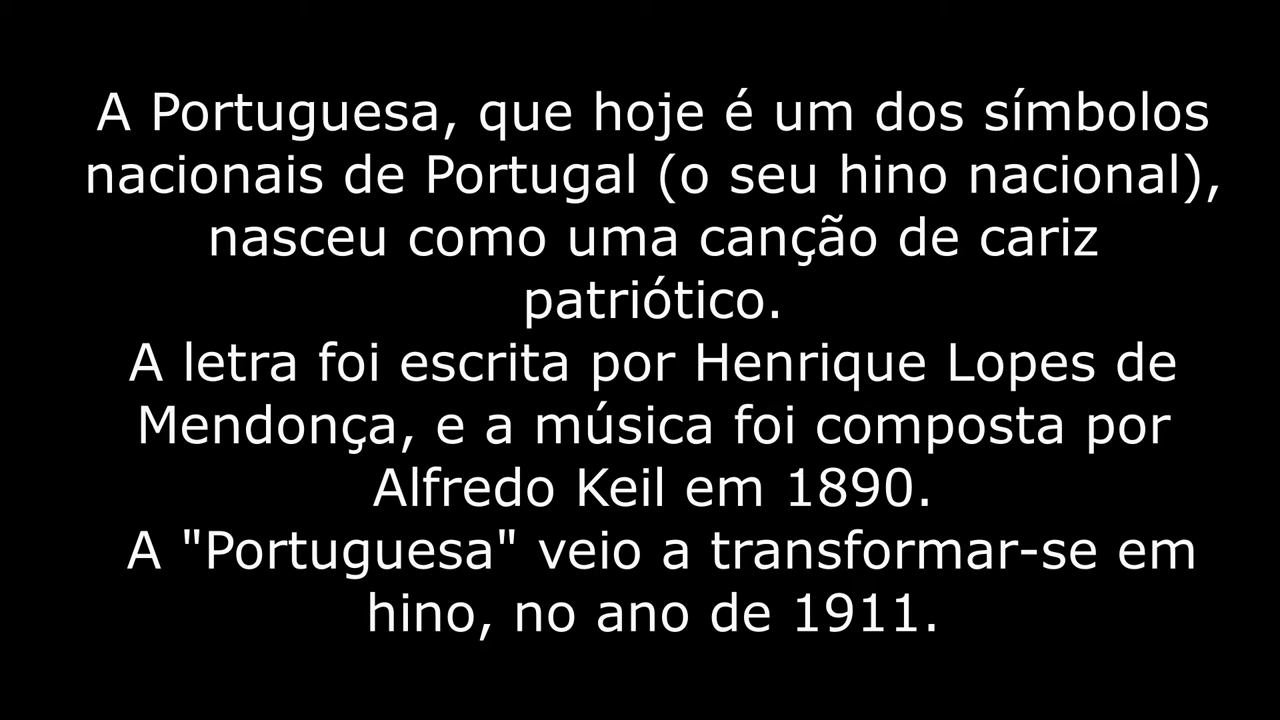 A Portuguesa, que hoje é um dos símbolos
nacionais de Portugal (o seu hino nacional),
nasceu como uma canção de cariz
patriótico.
A letra foi escrita por Henrique Lopes de
Mendonça, e a música foi composta por
Alfredo Keil em 1890.
A "Portuguesa" veio a transformar-se em
hino, no ano de 1911.